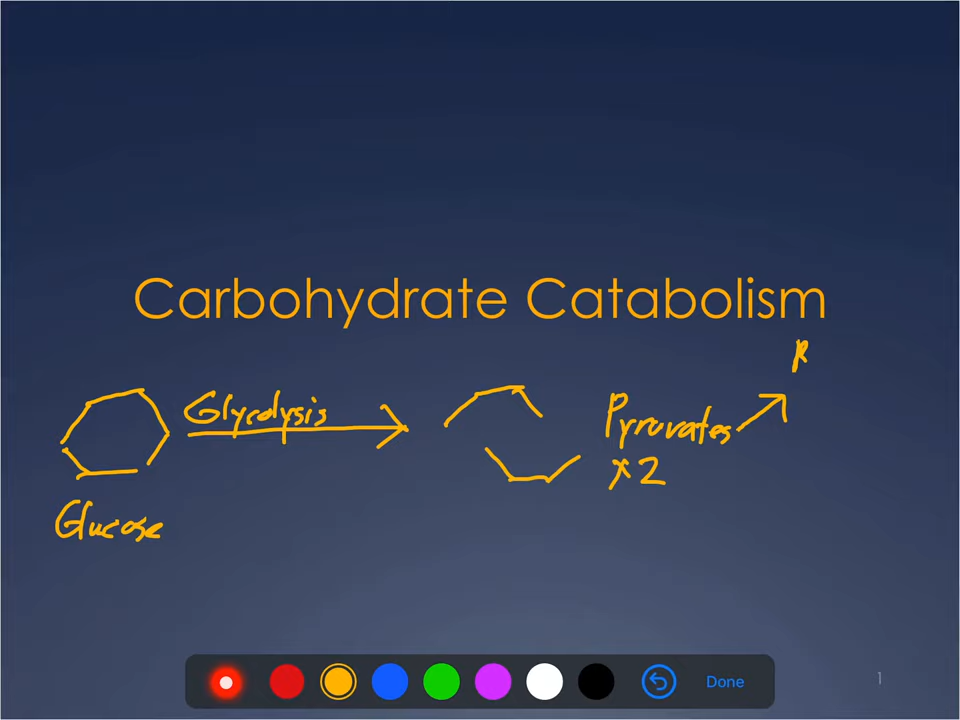 Carbohydrate Catabolism
R
Glycolysis
Pyruvates
x2
Glucose
Done
1